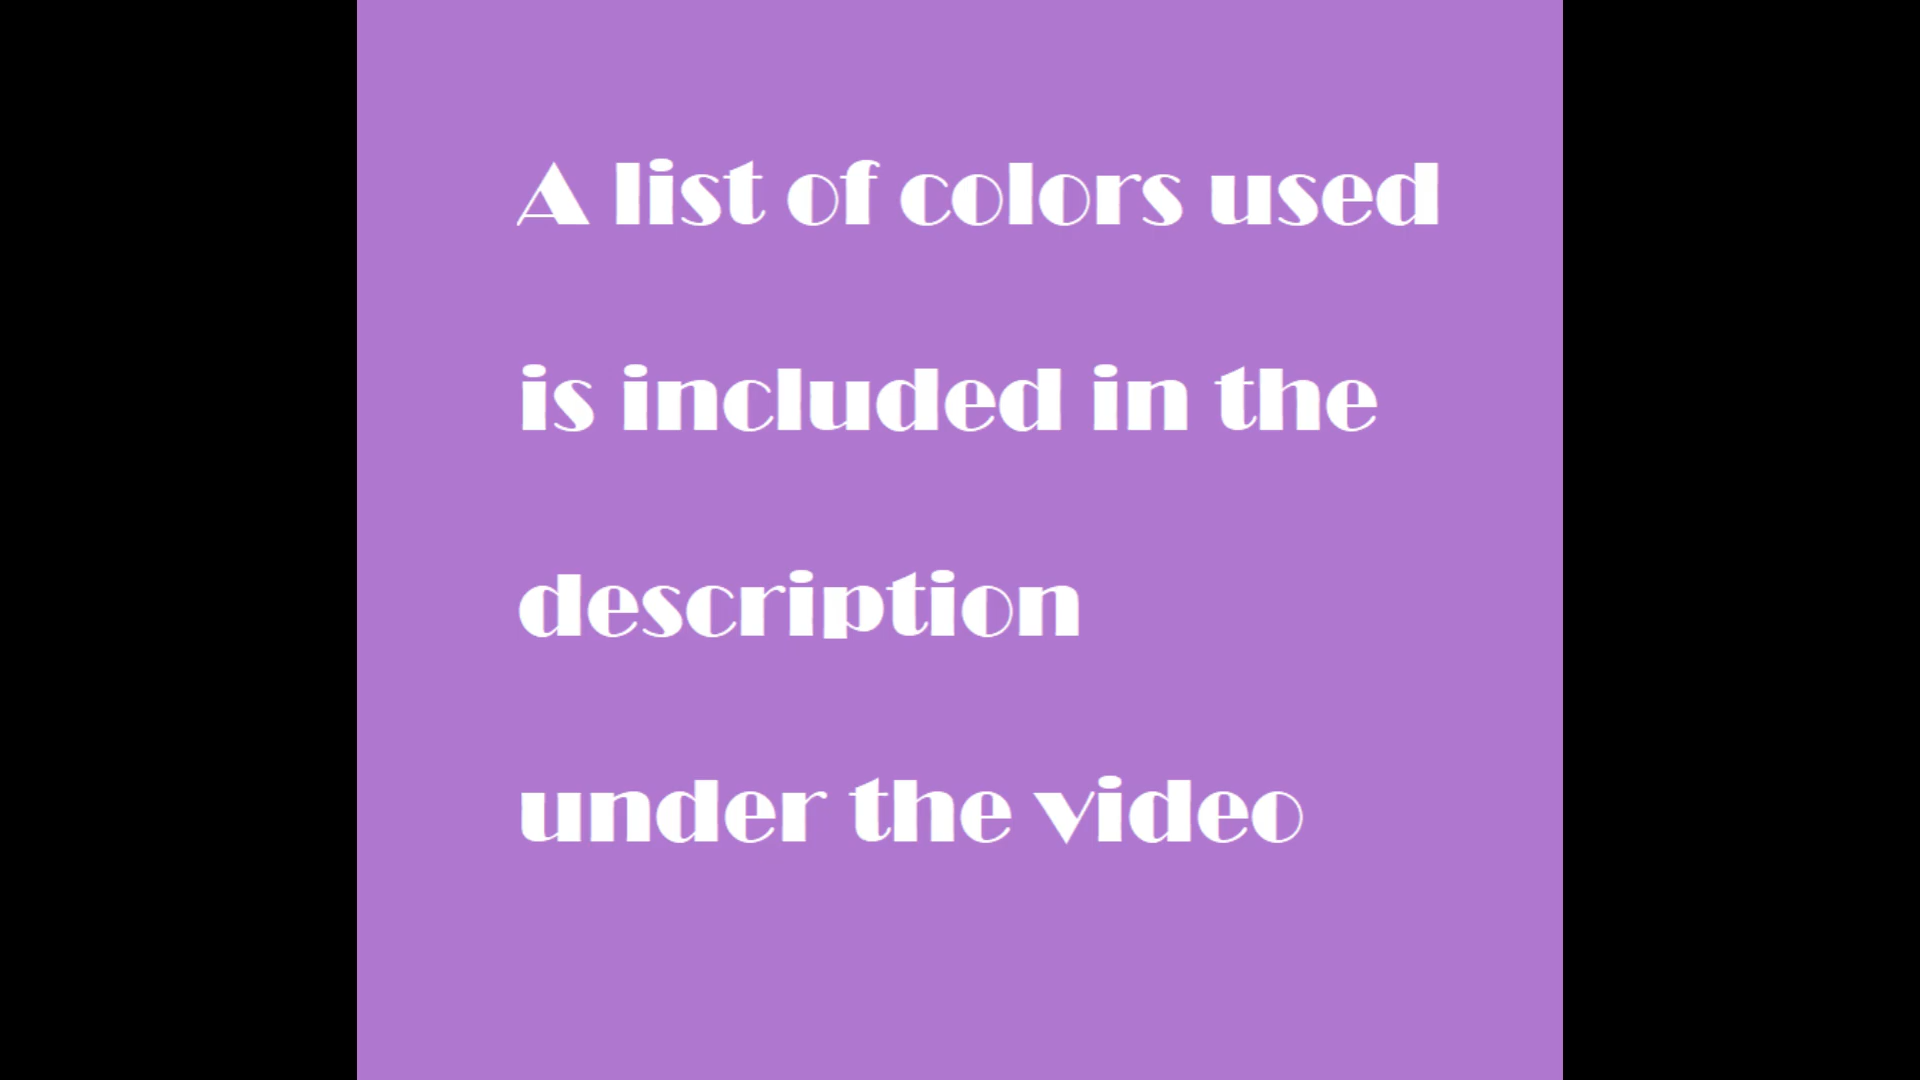 A list of colors used
is included in the
description
under the video